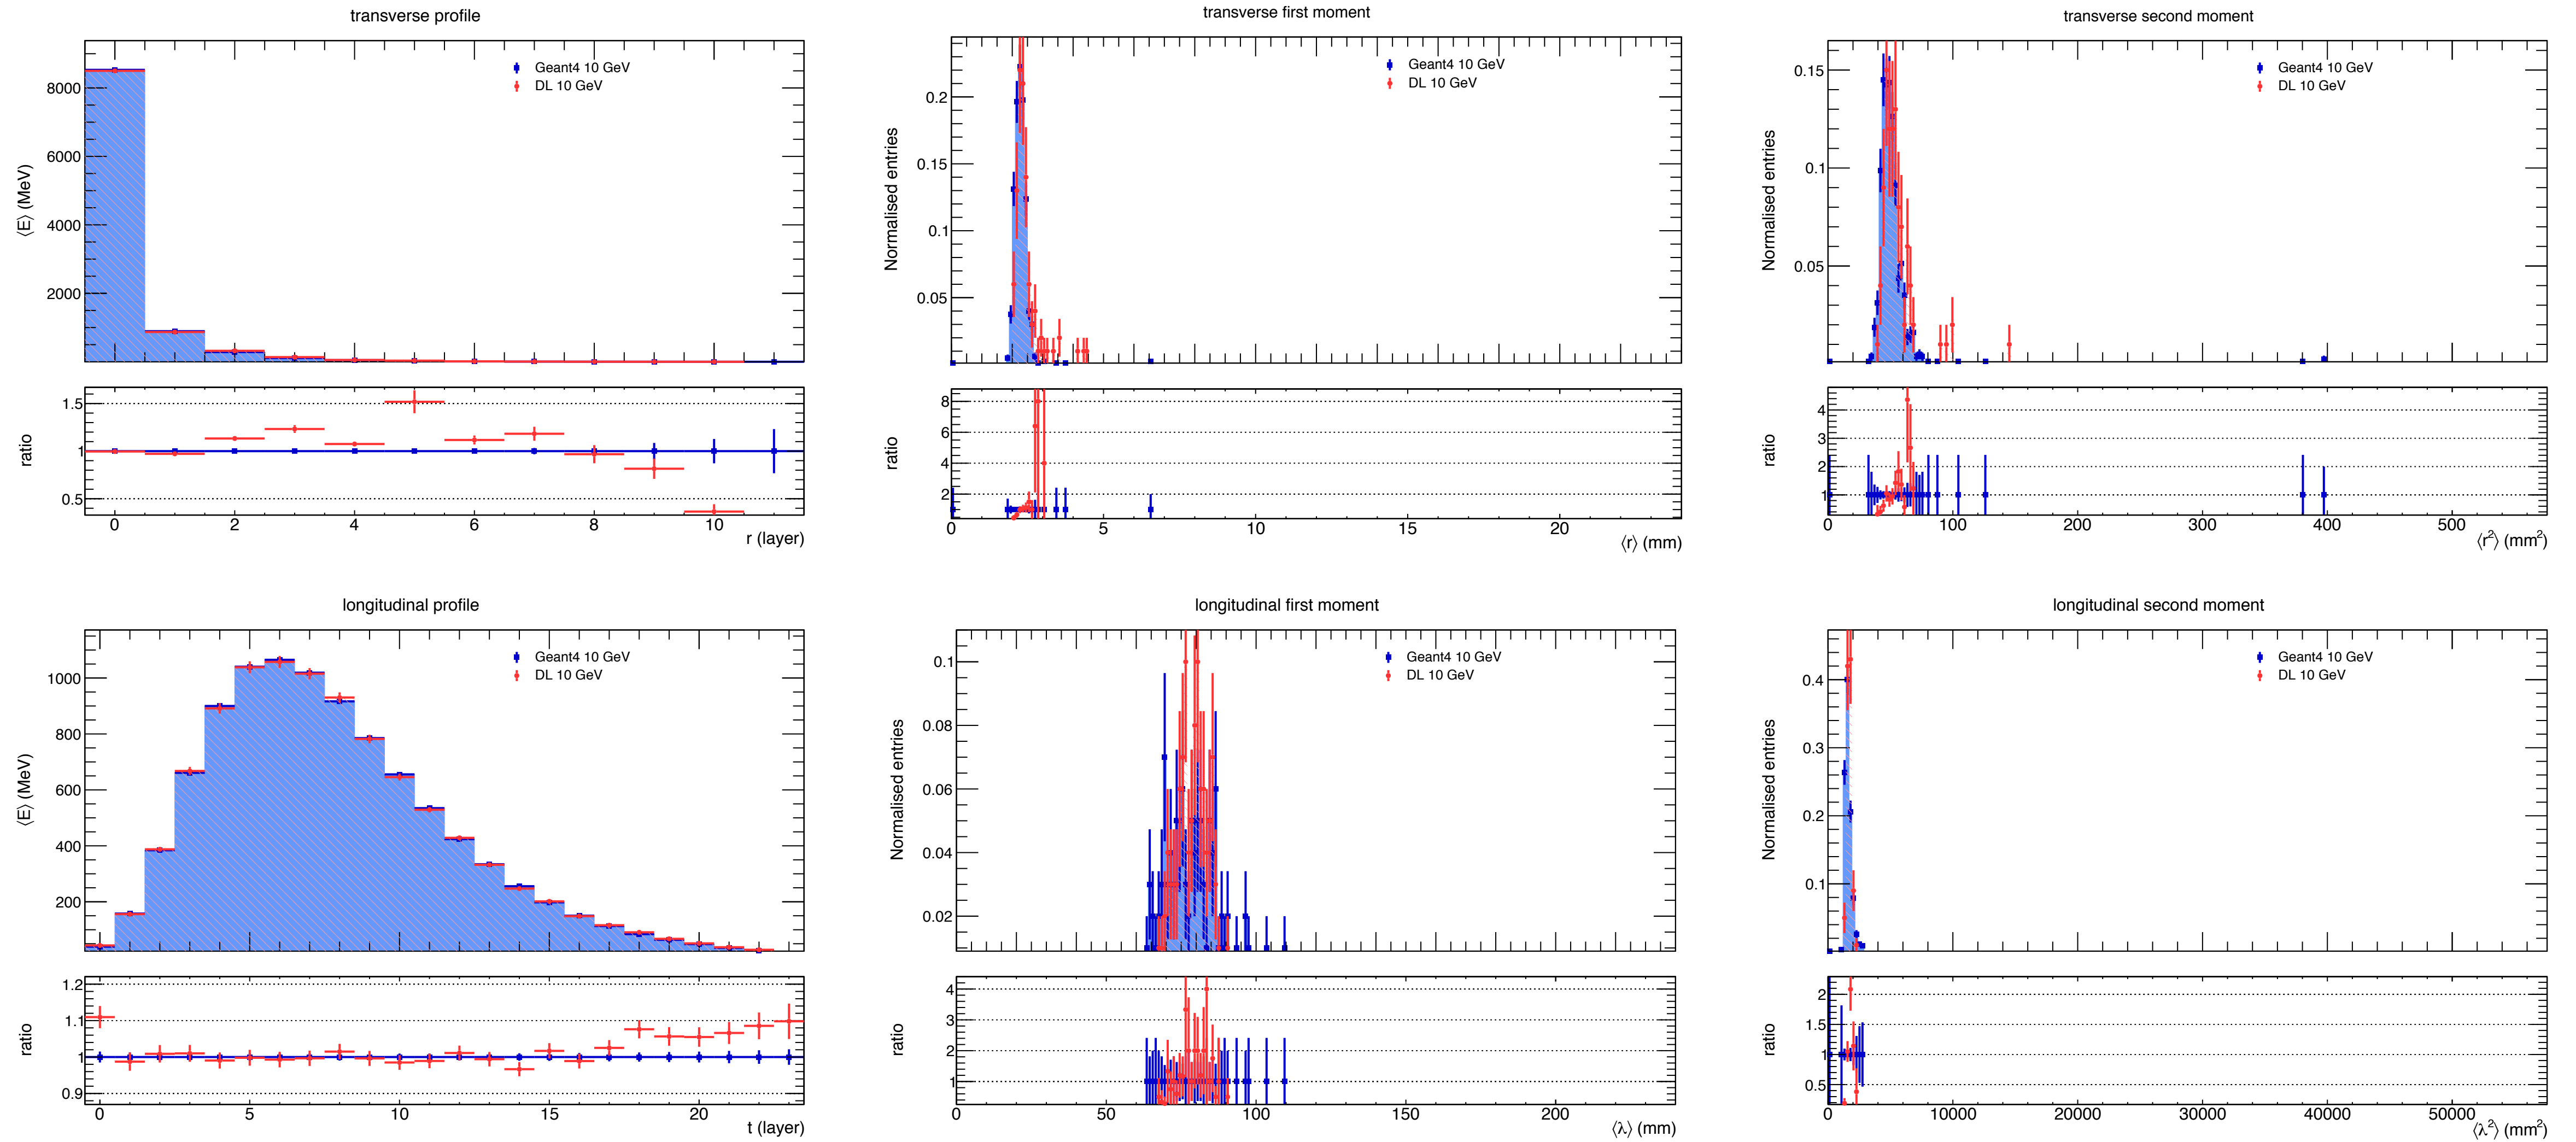 transverse profile
⟨E⟩ (MeV)
8000
6000
4000
2000
Geant4 10 GeV
DL 10 GeV
ratio
1.5
1
0.5
0 2 4 6 8 10
r (layer)
transverse first moment
Normalised entries
0.2
0.15
0.1
0.05
Geant4 10 GeV
DL 10 GeV
ratio
8
6
4
2
0 5 10 15 20
⟨r⟩ (mm)
transverse second moment
Normalised entries
0.15
0.1
0.05
Geant4 10 GeV
DL 10 GeV
ratio
4
3
2
1
0 100 200 300 400 500
⟨r²⟩ (mm²)
longitudinal profile
⟨E⟩ (MeV)
1000
800
600
400
200
Geant4 10 GeV
DL 10 GeV
ratio
1.2
1.1
1
0.9
0 5 10 15 20
t (layer)
longitudinal first moment
Normalised entries
0.1
0.08
0.06
0.04
0.02
Geant4 10 GeV
DL 10 GeV
ratio
4
3
2
1
0 50 100 150 200
⟨λ⟩ (mm)
longitudinal second moment
Normalised entries
0.4
0.3
0.2
0.1
Geant4 10 GeV
DL 10 GeV
ratio
2
1.5
1
0.5
0 10000 20000 30000 40000 50000
⟨λ²⟩ (mm²)